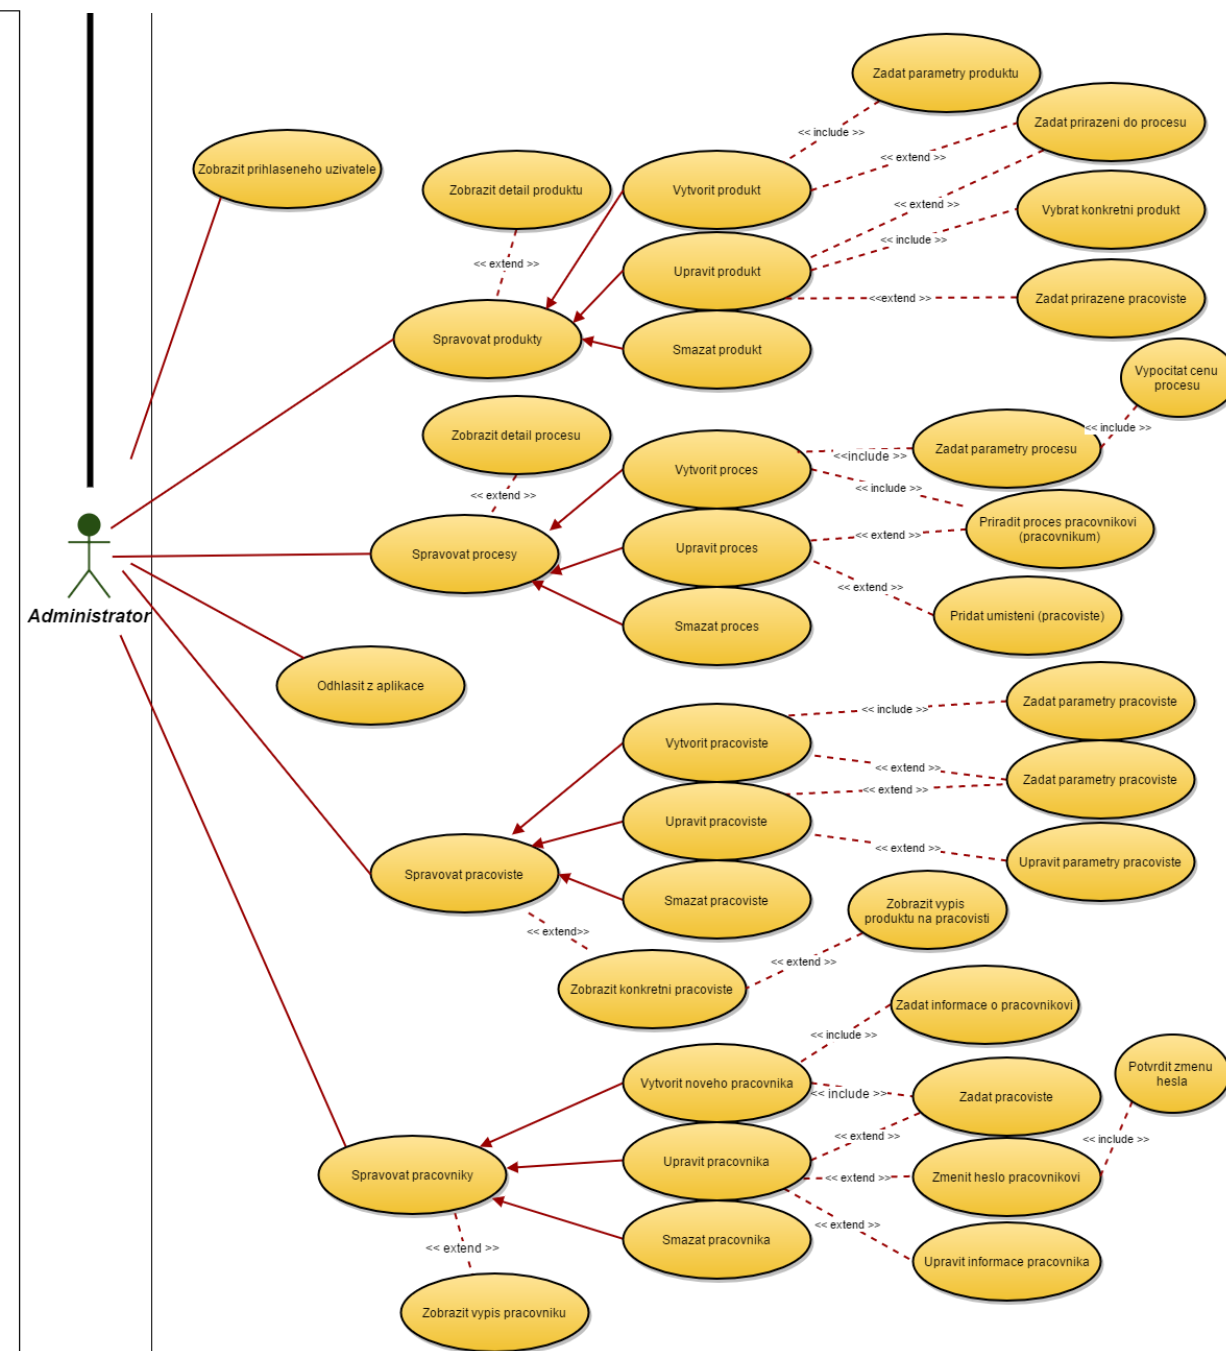 Zadat parametry produktu
<< include >>
Zadat prirazeni do procesu
<< extend >>
Zobrazit prihlaseneho uzivatele
Zobrazit detail produktu
Vytvorit produkt
<< extend >>
Vybrat konkretni produkt
<< include >>
<< extend >>
Upravit produkt
<<extend >>
Zadat prirazene pracoviste
Spravovat produkty
Smazat produkt
Vypocitat cenu
procesu
<< include >>
Zobrazit detail procesu
Zadat parametry procesu
<<include >>
Vytvorit proces
<< include >>
<< extend >>
Priradit proces pracovnikovi
(pracovnikum)
<< extend >>
Spravovat procesy
Upravit proces
<< extend >>
Administrator
Smazat proces
Pridat umisteni (pracoviste)
Odhlasit z aplikace
Zadat parametry pracoviste
<< include >>
Vytvorit pracoviste
<< extend >>
Zadat parametry pracoviste
<< extend >>
Upravit pracoviste
<< extend >>
Upravit parametry pracoviste
Spravovat pracoviste
Smazat pracoviste
Zobrazit vypis
produktu na pracovisti
<< extend>>
<< extend >>
Zobrazit konkretni pracoviste
Zadat informace o pracovnikovi
<< include >>
Potvrdit zmenu
hesla
Vytvorit noveho pracovnika
<< include >>
Zadat pracoviste
<< extend >>
<< include >>
Spravovat pracovniky
Upravit pracovnika
<< extend >>
Zmenit heslo pracovnikovi
<< extend >>
Smazat pracovnika
<< extend >>
Upravit informace pracovnika
Zobrazit vypis pracovniku